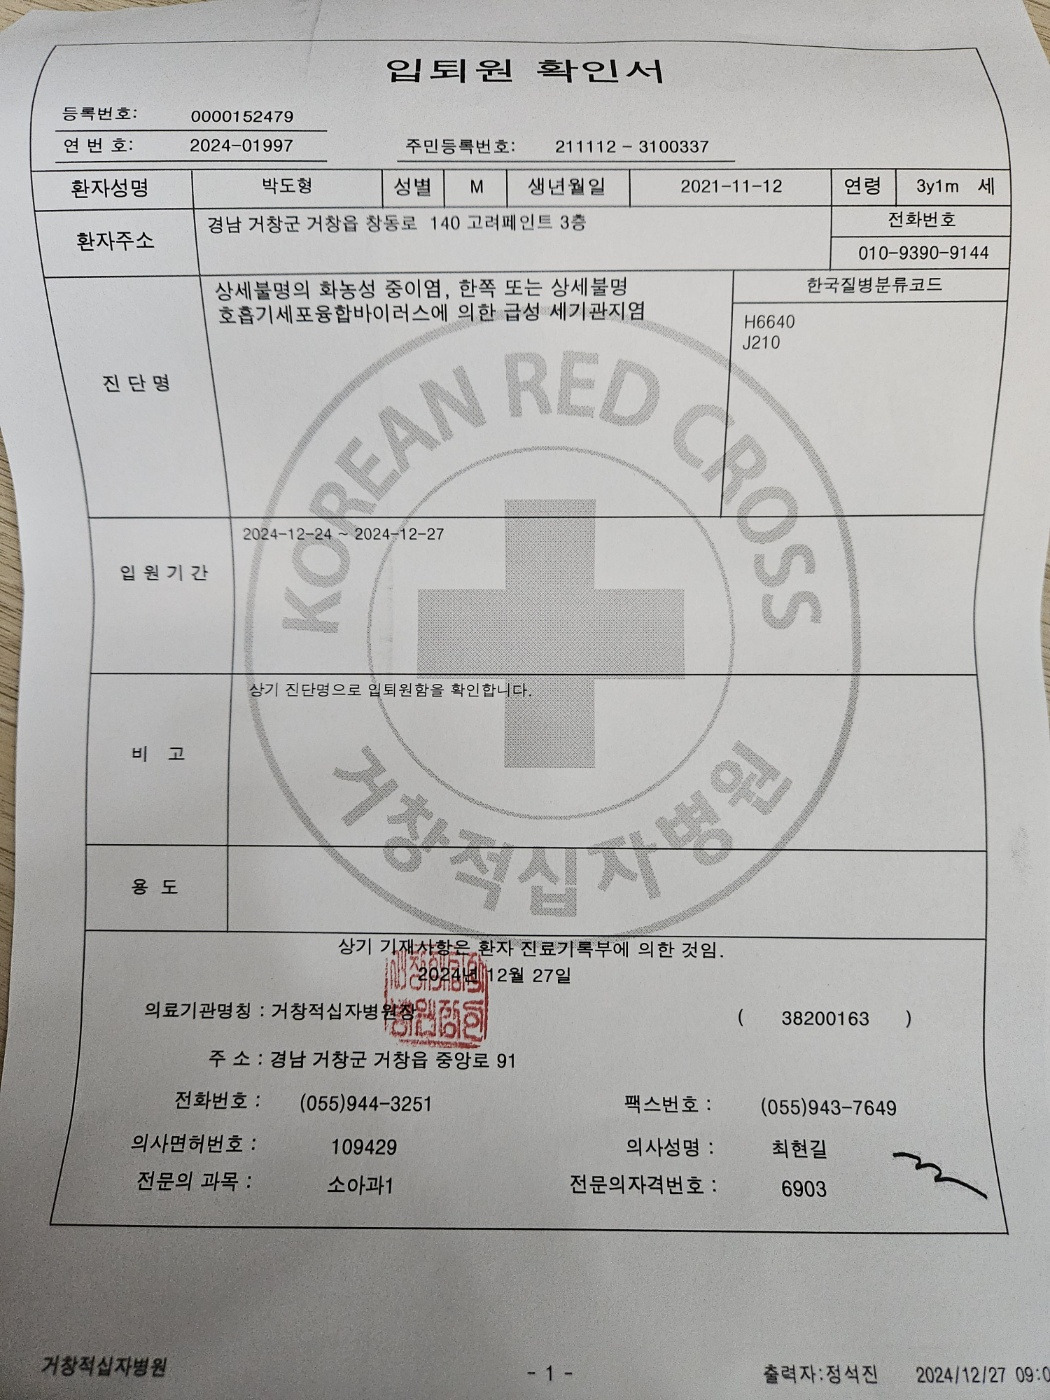 입퇴원 확인서
등록번호: 0000152479
연 번 호: 2024-01997 주민등록번호: 211112 - 3100337
환자성명 박도형 성별 M 생년월일 2021-11-12 연령 3y1m 세
환자주소 경남 거창군 거창읍 창동로 140 고려페인트 3층 전화번호
010-9390-9144
진 단 명 상세불명의 화농성 중이염, 한쪽 또는 상세불명 한국질병분류코드
호흡기세포융합바이러스에 의한 급성 세기관지염
H6640
J210
KOREAN RED CROSS
입 원 기 간 2024-12-24 ~ 2024-12-27
비 고 상기 진단명으로 입퇴원함을 확인합니다.
거창적십자병원
용 도
상기 기재사항은 환자 진료기록부에 의한 것임.
2024년 12월 27일
의료기관명칭 : 거창적십자병원장 ( 38200163 )
주 소 : 경남 거창군 거창읍 중앙로 91
전화번호 : (055)944-3251 팩스번호 : (055)943-7649
의사면허번호 : 109429 의사성명 : 최현길
전문의 과목 : 소아과1 전문의자격번호 : 6903
거창적십자병원 - 1 - 출력자:정석진 2024/12/27 09:0